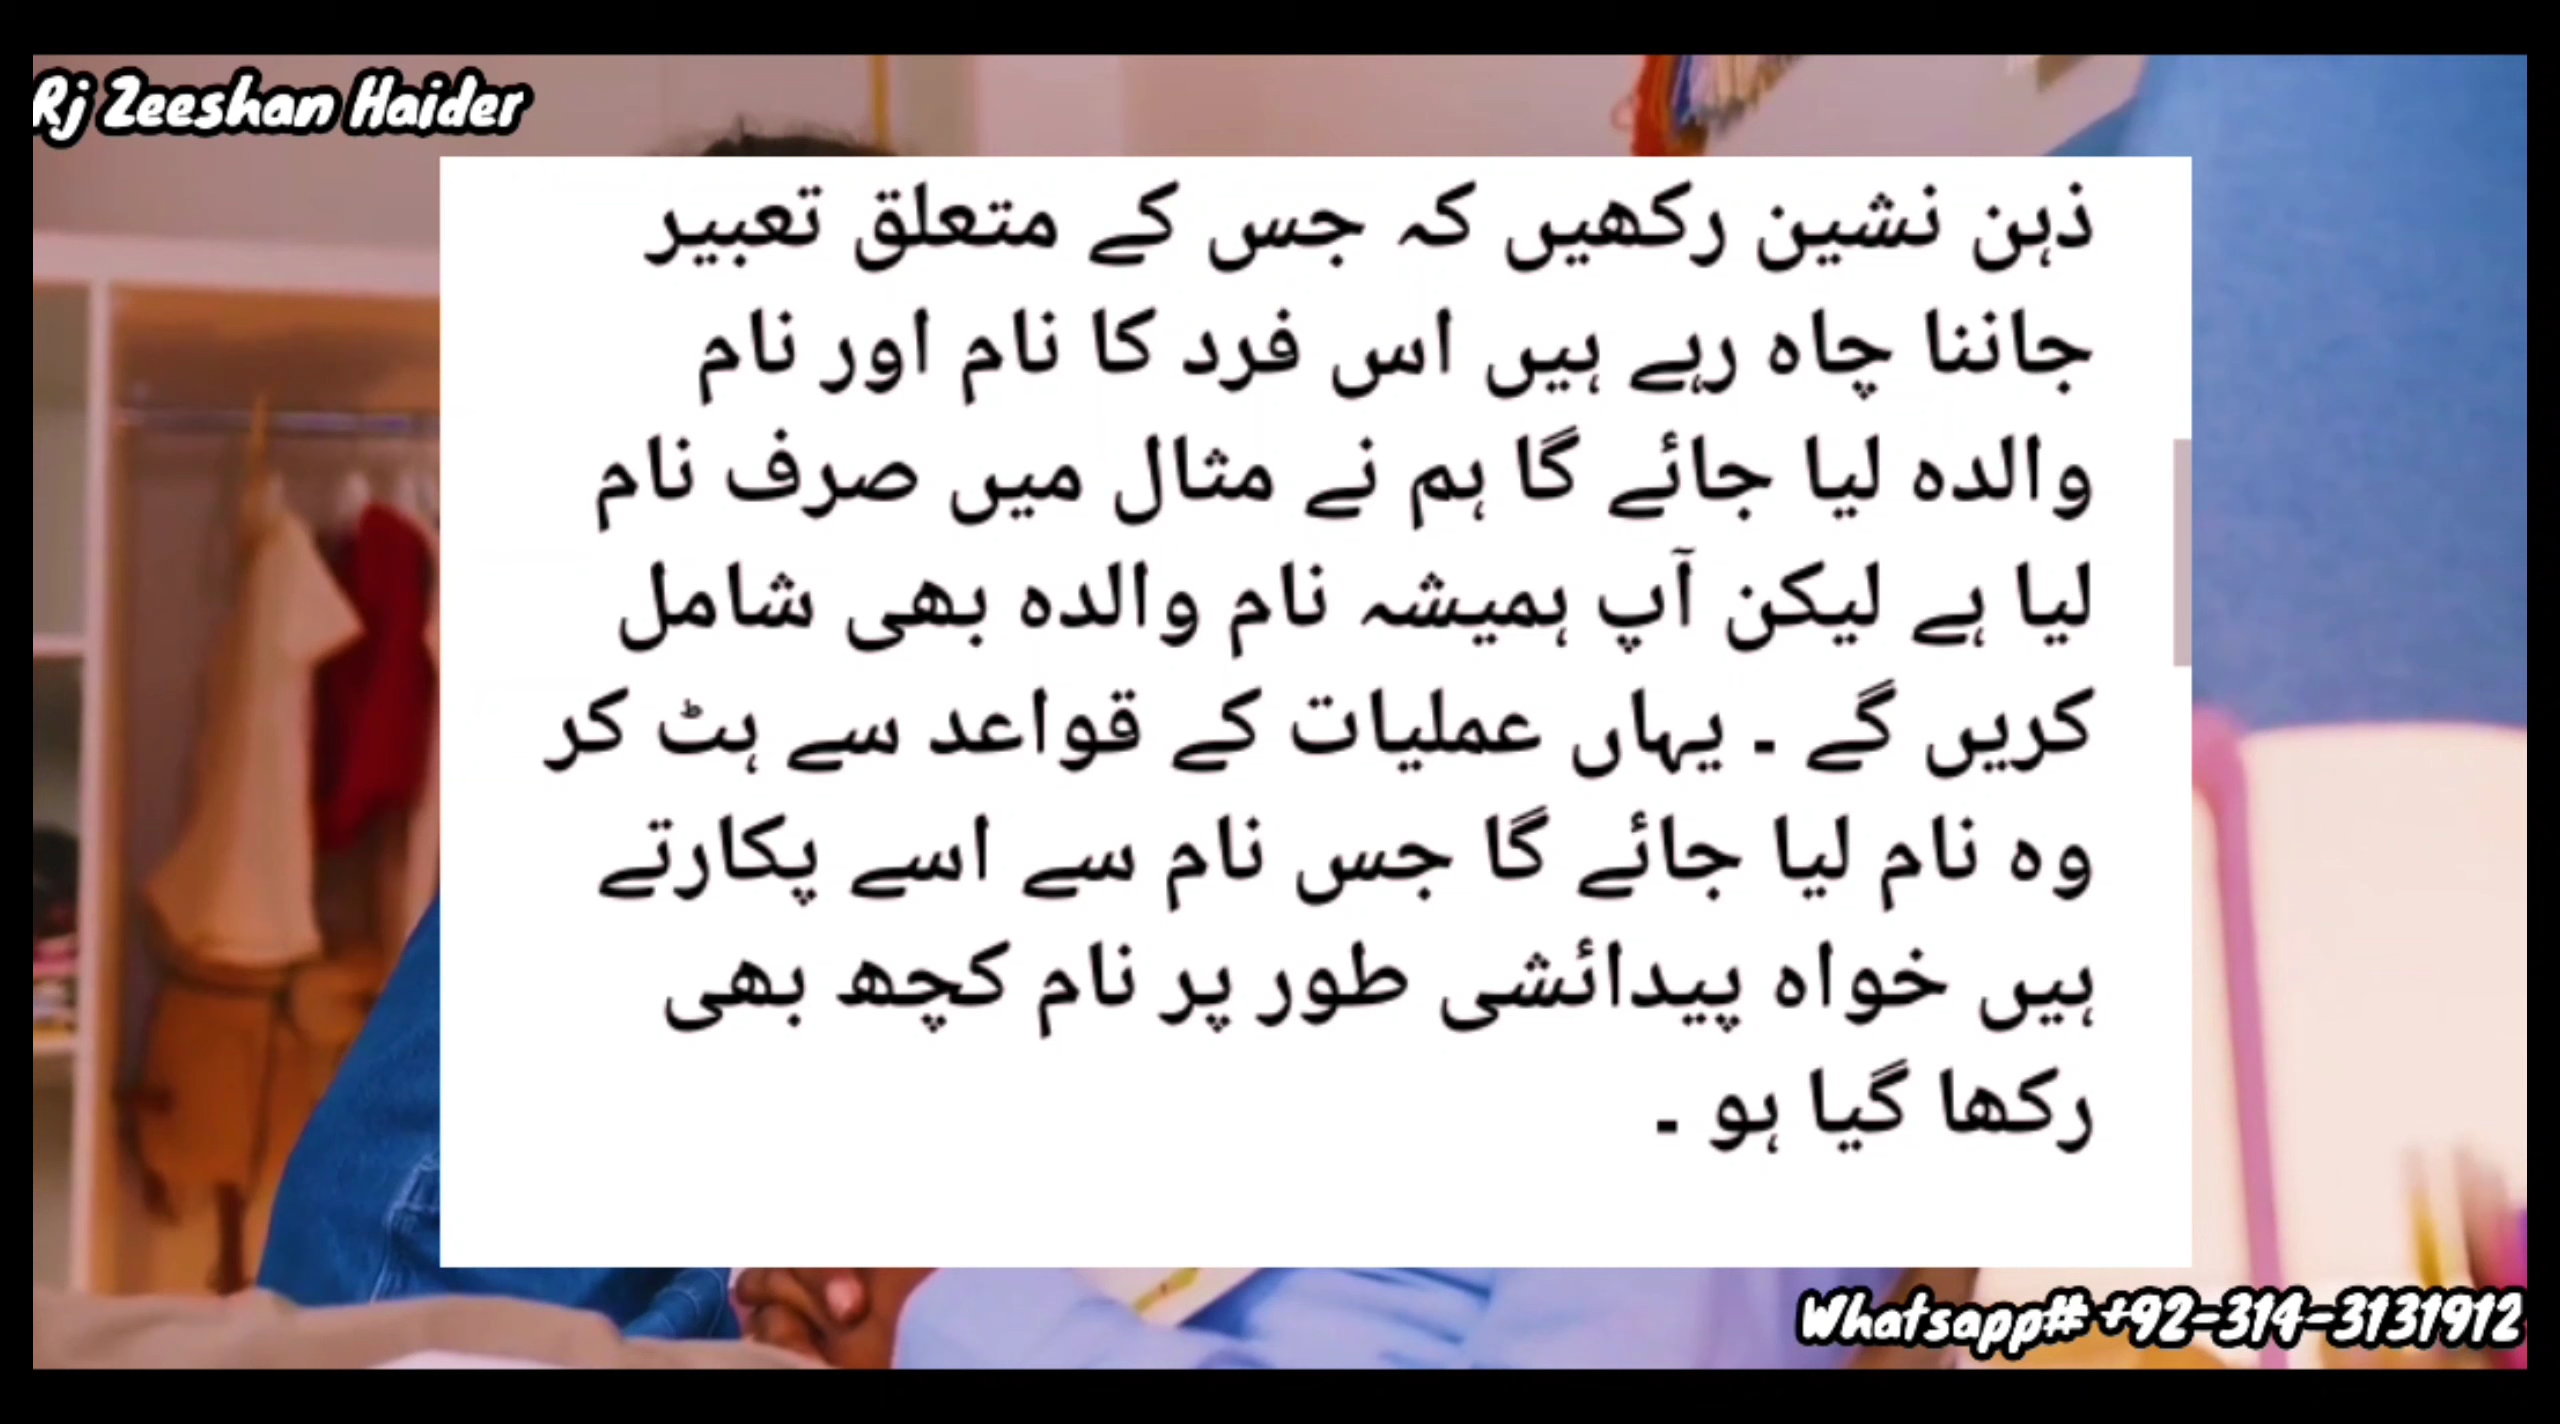 Rj Zeeshan Haider
ذہن نشین رکھیں کہ جس کے متعلق تعبیر
جاننا چاہ رہے ہیں اس فرد کا نام اور نام
والدہ لیا جائے گا ہم نے مثال میں صرف نام
لیا ہے لیکن آپ ہمیشہ نام والدہ بھی شامل
کریں گے ۔ یہاں عملیات کے قواعد سے ہٹ کر
وہ نام لیا جائے گا جس نام سے اسے پکارتے
ہیں خواہ پیدائشی طور پر نام کچھ بھی
رکھا گیا ہو ۔
Whatsapp# +92-314-3131912